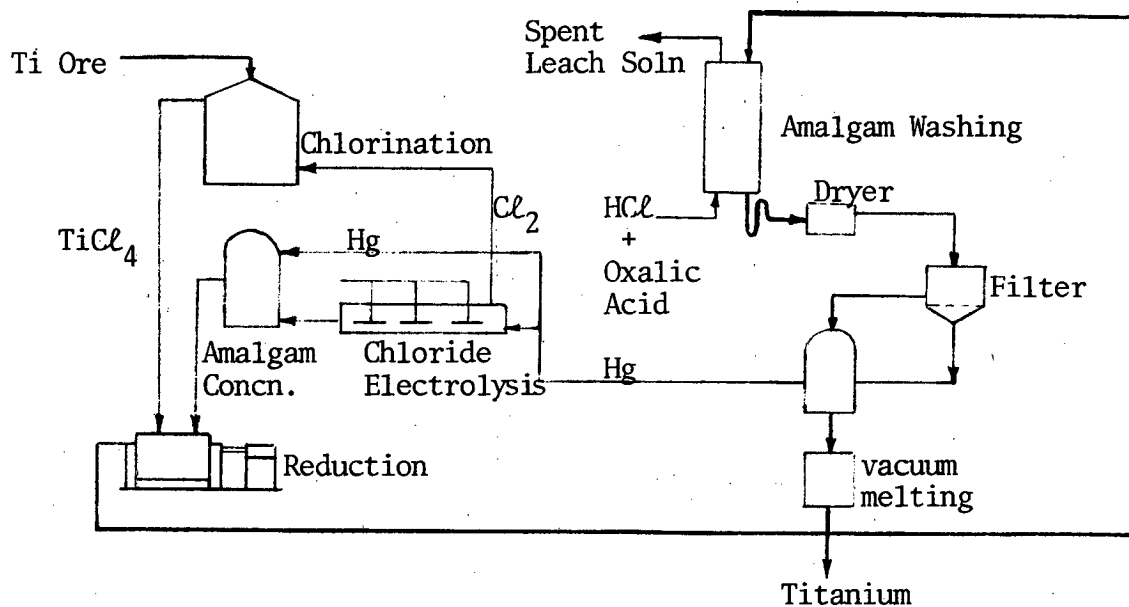 Ti Ore
Chlorination
TiCl₄
Hg
Cl₂
Amalgam
Concn.
Chloride
Electrolysis
Reduction
Spent
Leach Soln
Amalgam Washing
HCl
+
Oxalic
Acid
Dryer
Filter
Hg
vacuum
melting
Titanium